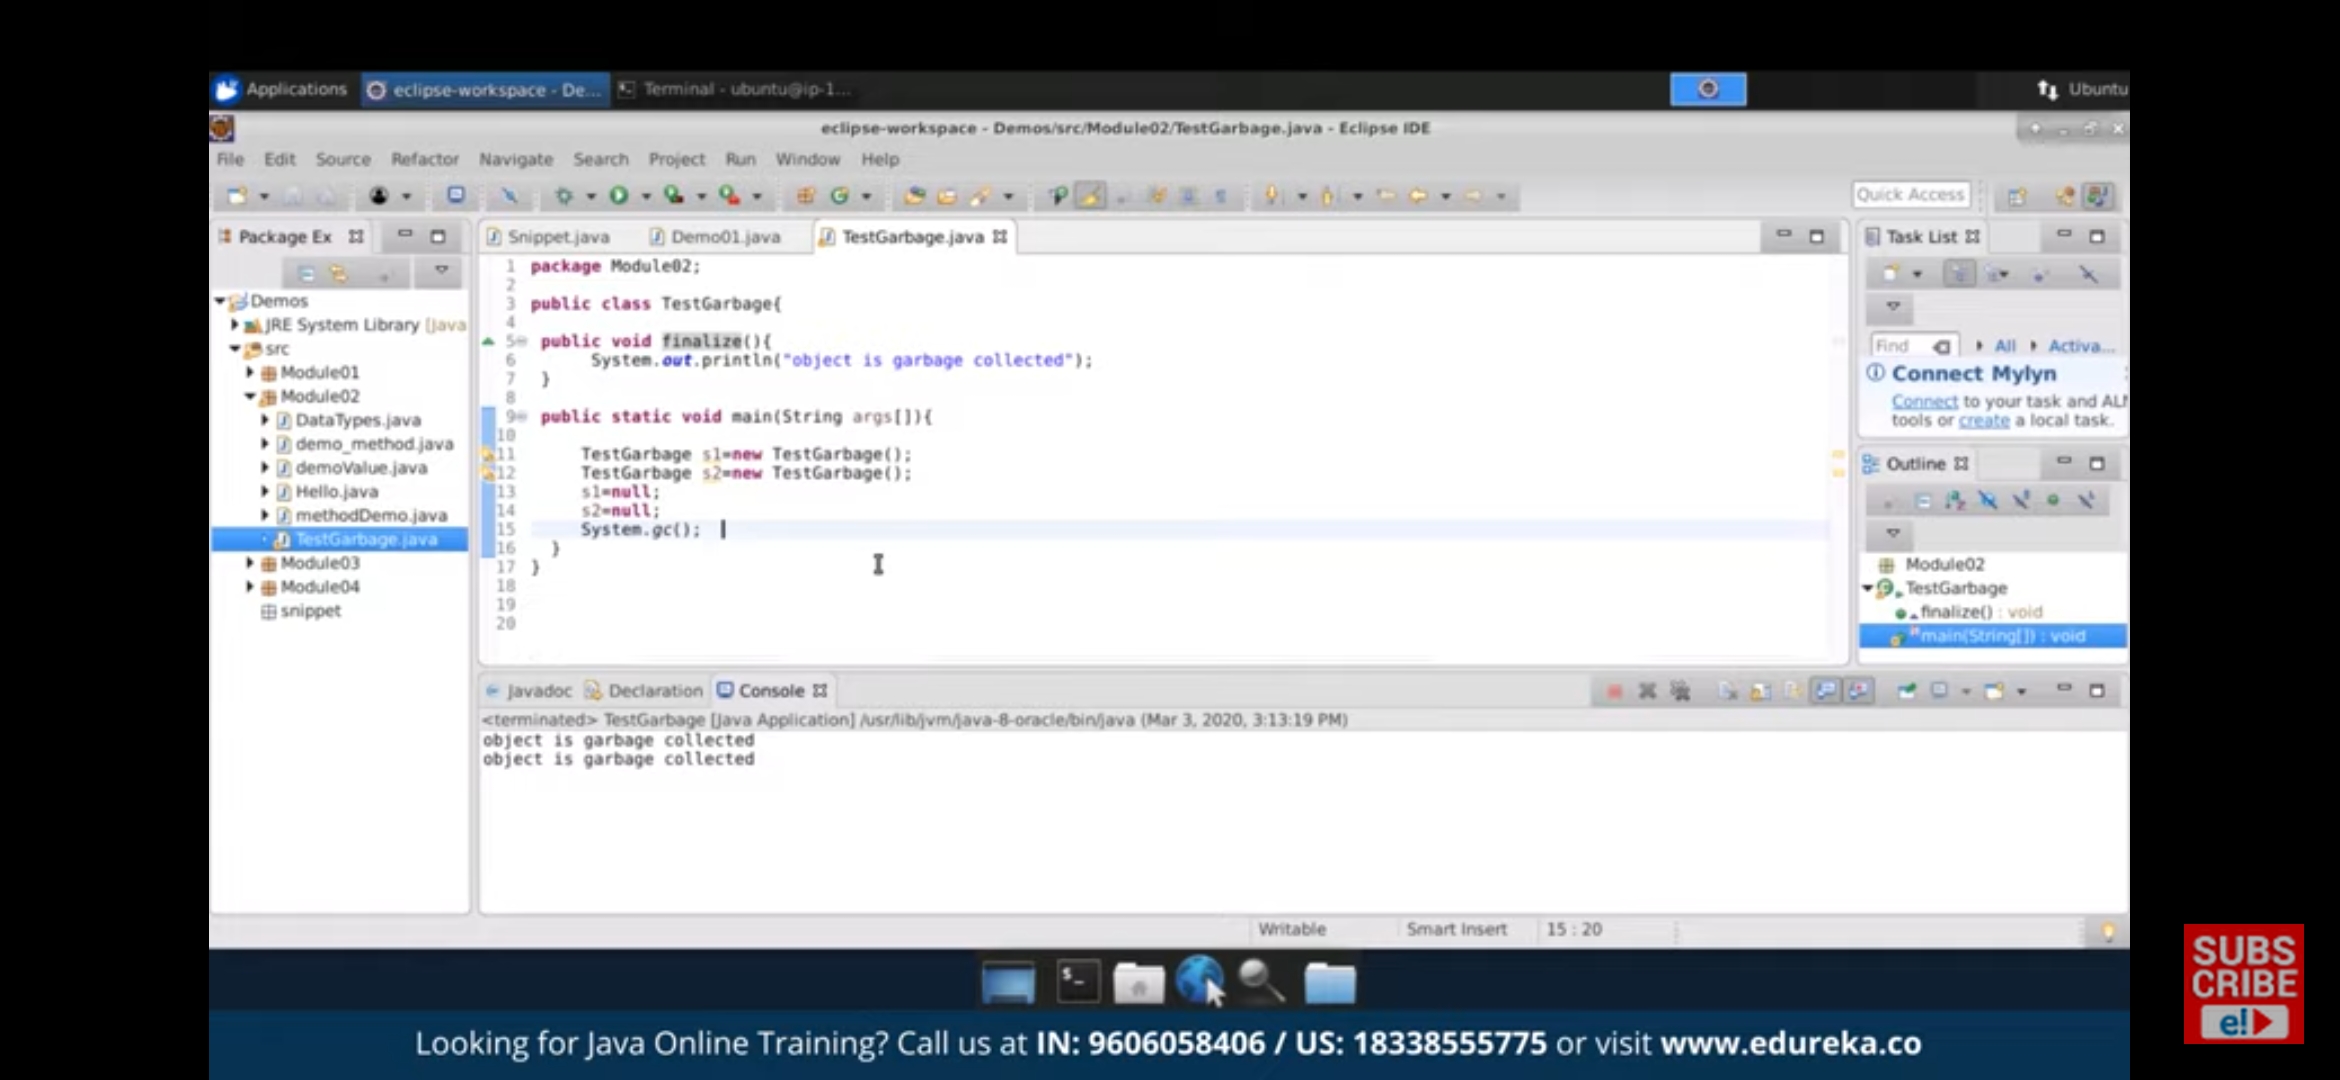 Applications eclipse-workspace - De... Terminal - ubuntu@ip-1... Ubuntu
eclipse-workspace - Demos/src/Module02/TestGarbage.java - Eclipse IDE
File Edit Source Refactor Navigate Search Project Run Window Help
Quick Access
Package Ex
Demos
JRE System Library [Java
src
Module01
Module02
DataTypes.java
demo_method.java
demoValue.java
Hello.java
methodDemo.java
TestGarbage.java
Module03
Module04
snippet
Snippet.java Demo01.java TestGarbage.java
1 package Module02;
2
3 public class TestGarbage{
4
5 public void finalize(){
6 System.out.println("object is garbage collected");
7 }
8
9 public static void main(String args[]){
10
11 TestGarbage s1=new TestGarbage();
12 TestGarbage s2=new TestGarbage();
13 s1=null;
14 s2=null;
15 System.gc();
16 }
17 }
18
19
20
Task List
Find All Activa...
Connect Mylyn
Connect to your task and AL
tools or create a local task.
Outline
Module02
TestGarbage
finalize() : void
main(String[]) : void
Javadoc Declaration Console
<terminated> TestGarbage [Java Application] /usr/lib/jvm/java-8-oracle/bin/java (Mar 3, 2020, 3:13:19 PM)
object is garbage collected
object is garbage collected
Writable Smart Insert 15 : 20
SUBS
CRIBE
e!
Looking for Java Online Training? Call us at IN: 9606058406 / US: 18338555775 or visit www.edureka.co